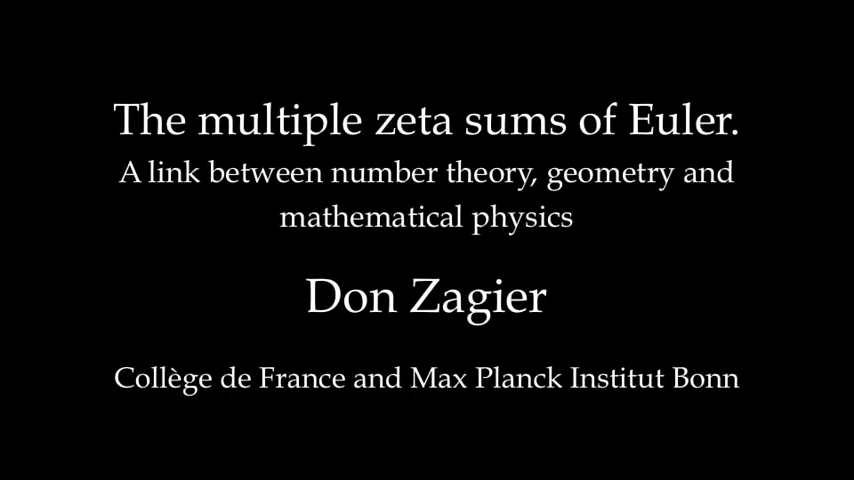 The multiple zeta sums of Euler.
A link between number theory, geometry and
mathematical physics
Don Zagier
Collège de France and Max Planck Institut Bonn